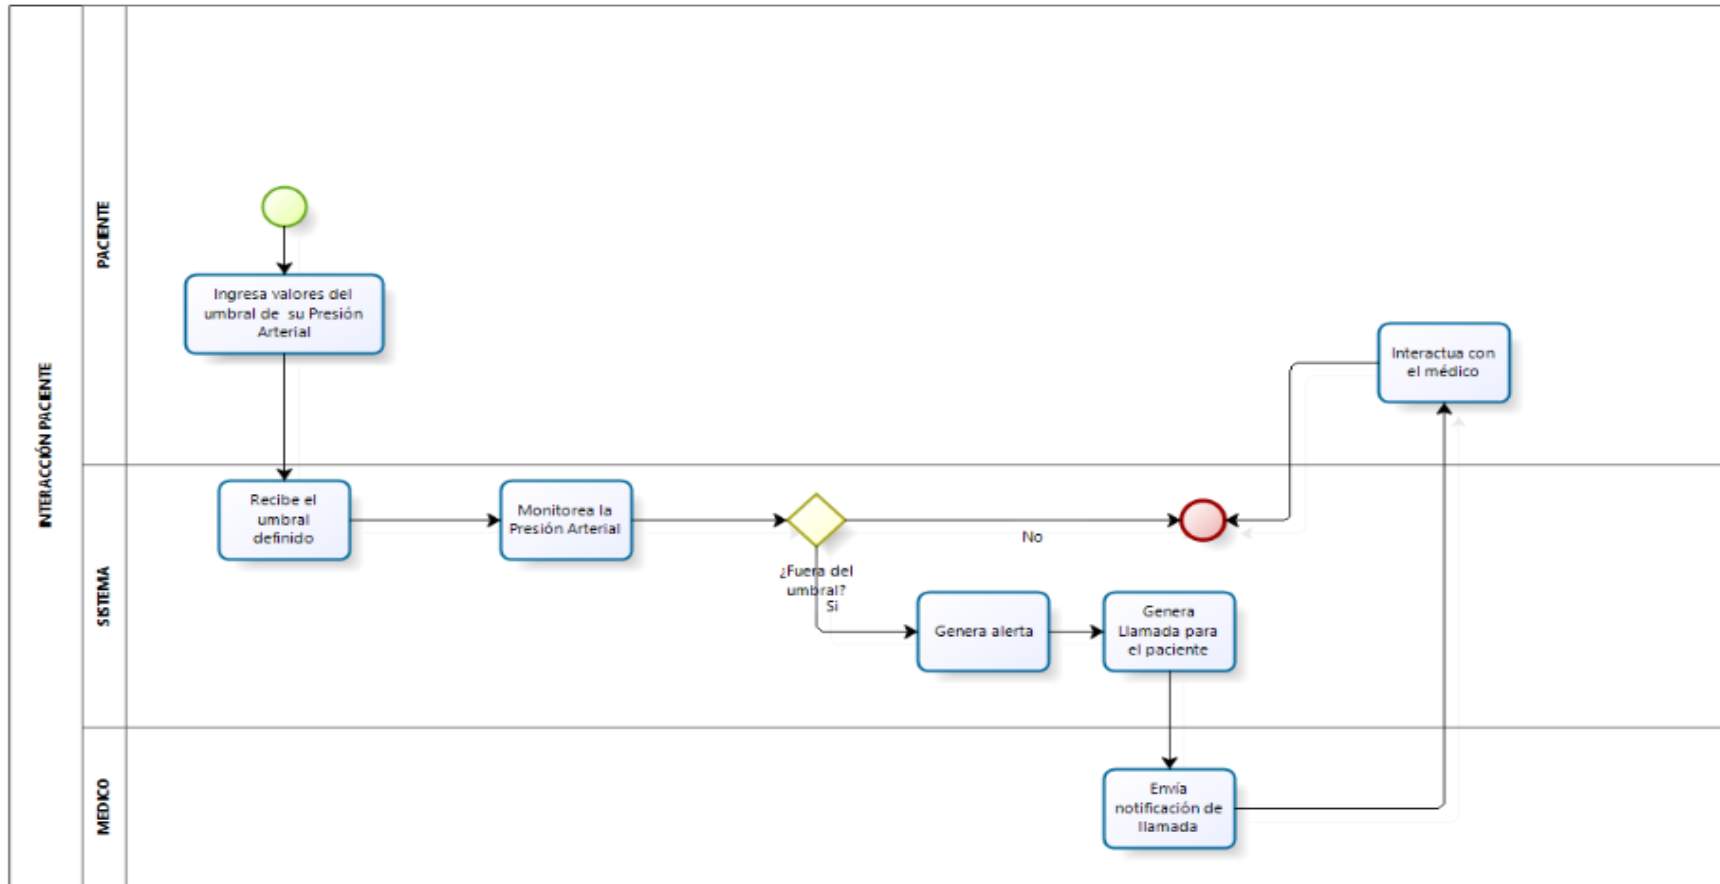 INTERACCIÓN PACIENTE
PACIENTE
Ingresa valores del
umbral de su Presión
Arterial
Interactua con
el médico
SISTEMA
Recibe el
umbral
definido
Monitorea la
Presión Arterial
¿Fuera del
umbral?
Si
No
Genera alerta
Genera
Llamada para
el paciente
MEDICO
Envía
notificación de
llamada